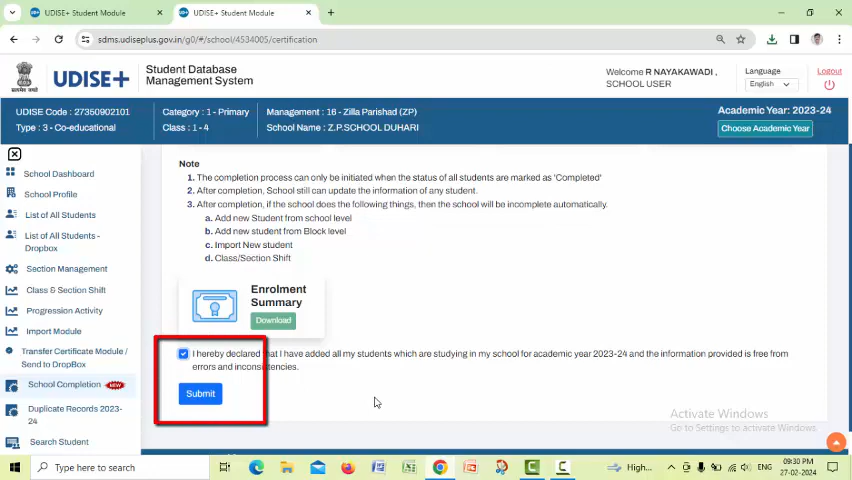 UDISE+ Student Module
UDISE+ Student Module
sdms.udiseplus.gov.in/g0/#/school/4534005/certification
UDISE+
Student Database
Management System
Welcome R NAYAKAWADI ,
SCHOOL USER
Language
English
Logout
UDISE Code : 27350902101
Type : 3 - Co-educational
Category : 1 - Primary
Class : 1 - 4
Management : 16 - Zilla Parishad (ZP)
School Name : Z.P.SCHOOL DUHARI
Academic Year: 2023-24
Choose Academic Year
School Dashboard
School Profile
List of All Students
List of All Students -
Dropbox
Section Management
Class & Section Shift
Progression Activity
Import Module
Transfer Certificate Module /
Send to DropBox
School Completion NEW
Duplicate Records 2023-
24
Search Student
Note
1. The completion process can only be initiated when the status of all students are marked as 'Completed'
2. After completion, School still can update the information of any student.
3. After completion, if the school does the following things, then the school will be incomplete automatically.
a. Add new Student from school level
b. Add new student from Block level
c. Import New student
d. Class/Section Shift
Enrolment
Summary
Download
I hereby declared that I have added all my students which are studying in my school for academic year 2023-24 and the information provided is free from
errors and inconsistencies.
Submit
Activate Windows
Go to Settings to activate Windows.
Type here to search
High...
ENG
09:30 PM
27-02-2024